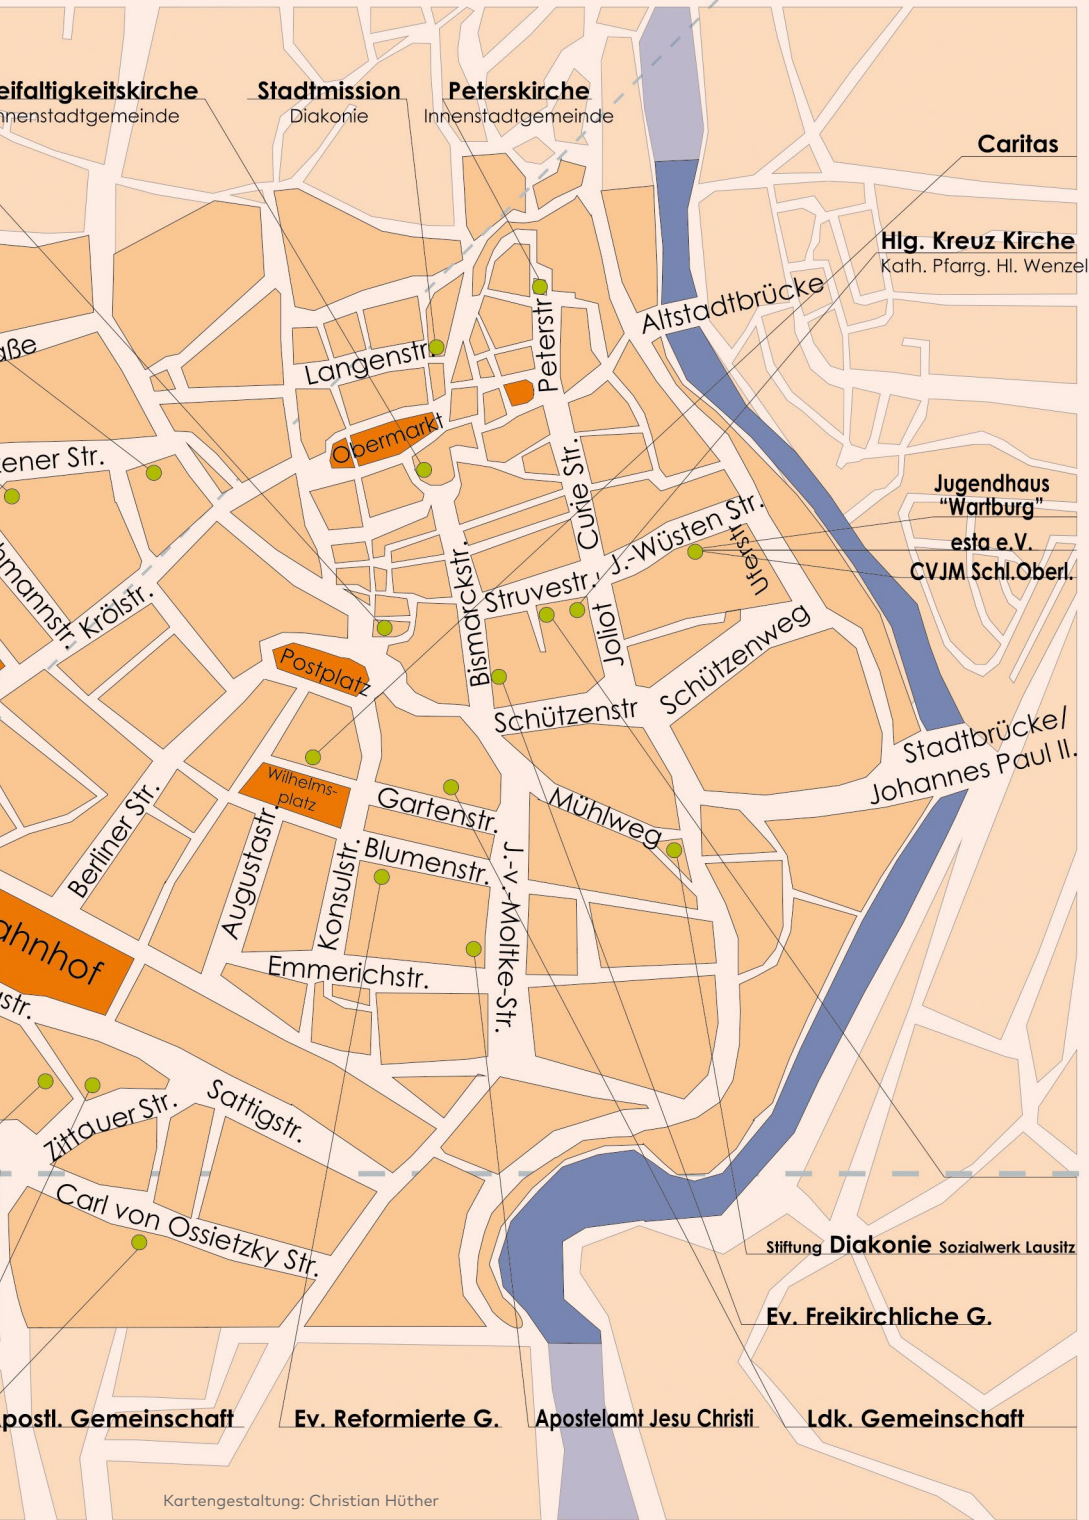 eifaltigkeitskirche
nnenstadtgemeinde
Stadtmission
Diakonie
Peterskirche
Innenstadtgemeinde
Caritas
Hlg. Kreuz Kirche
Kath. Pfarrg. Hl. Wenzel
Altstadtbrücke
aße
Langenstr.
Peterstr
Obermarkt
zener Str.
Jugendhaus
“Wartburg”
esta e.V.
CVJM Schl.Oberl.
Curie Str.
J.-Wüsten Str.
Uferstr.
Struvestr.
Bismarckstr.
Joliot
hmannstr.
Krölstr.
Postplatz
Schützenweg
Schützenstr
Stadtbrücke/
Johannes Paul II.
Wilhelms-
platz
Gartenstr.
Mühlweg
Berliner Str.
Augustastr.
Konsulstr.
Blumenstr.
J.-v.-Moltke-Str.
ahnhof
Emmerichstr.
str.
Zittauer Str.
Sattigstr.
Carl von Ossietzky Str.
Stiftung Diakonie Sozialwerk Lausitz
Ev. Freikirchliche G.
postl. Gemeinschaft
Ev. Reformierte G.
Apostelamt Jesu Christi
Ldk. Gemeinschaft
Kartengestaltung: Christian Hüther